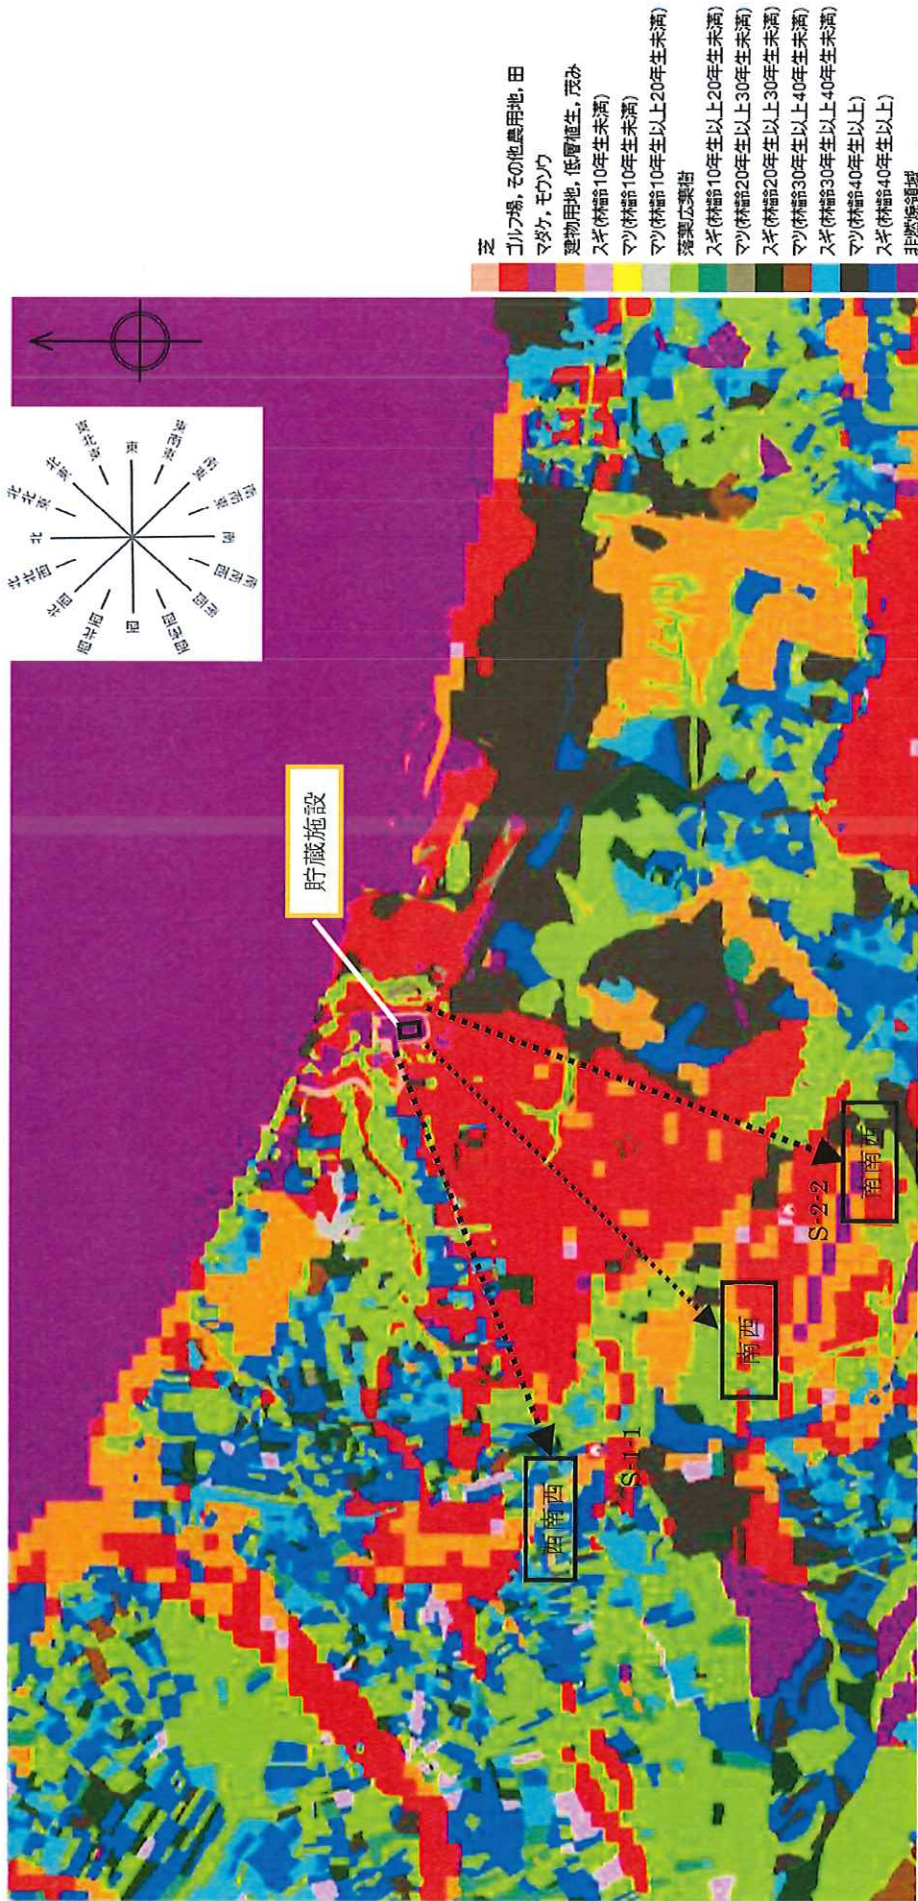 北
北北東
北東
東北東
東
東南東
南東
南南東
南
南南西
南西
西南西
西
西北西
北西
北北西
貯蔵施設
西南西
S-1-1
南西
S-2-2
南南西
芝
ゴルフ場, その他農用地, 田
マダケ, モウソウ
建物用地, 低層植生, 茂み
スギ(林齢10年生未満)
マツ(林齢10年生未満)
マツ(林齢10年生以上20年生未満)
落葉広葉樹
スギ(林齢10年生以上20年生未満)
マツ(林齢20年生以上30年生未満)
スギ(林齢20年生以上30年生未満)
マツ(林齢30年生以上40年生未満)
スギ(林齢30年生以上40年生未満)
マツ(林齢40年生以上)
スギ(林齢40年生以上)
非燃焼領域